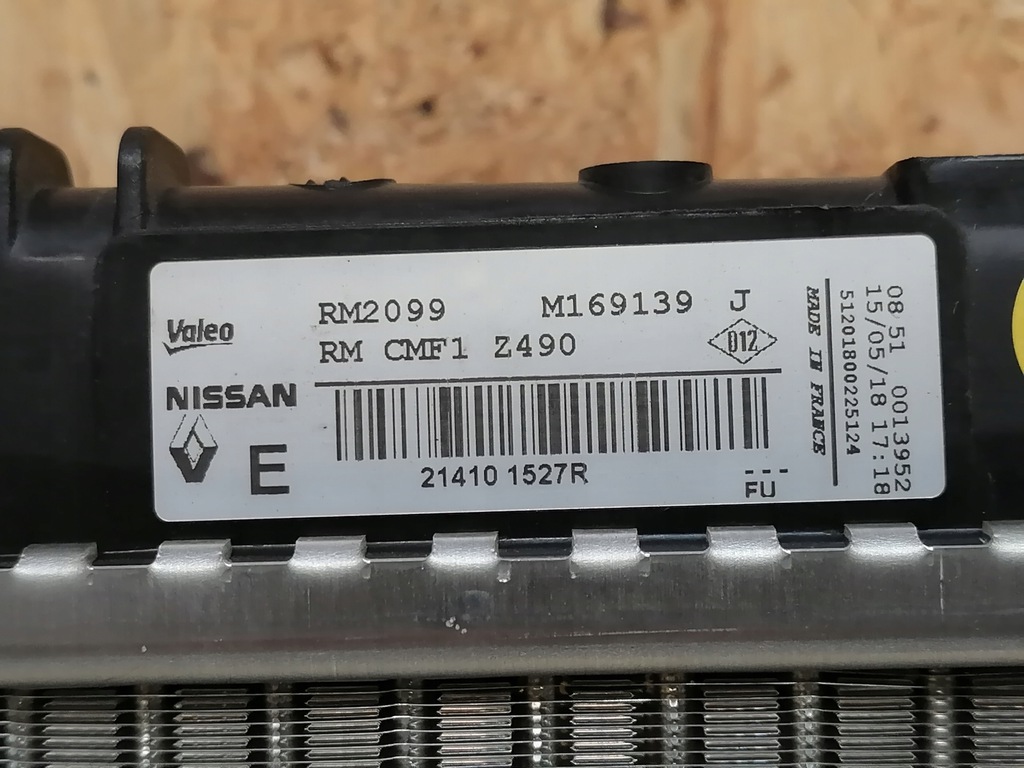 Valeo
NISSAN
E
RM2099 M169139 J
RM CMF1 Z490 D12
21410 1527R
FU
MADE IN FRANCE
51201800225124
15/05/18 17:18
08 51 0013952